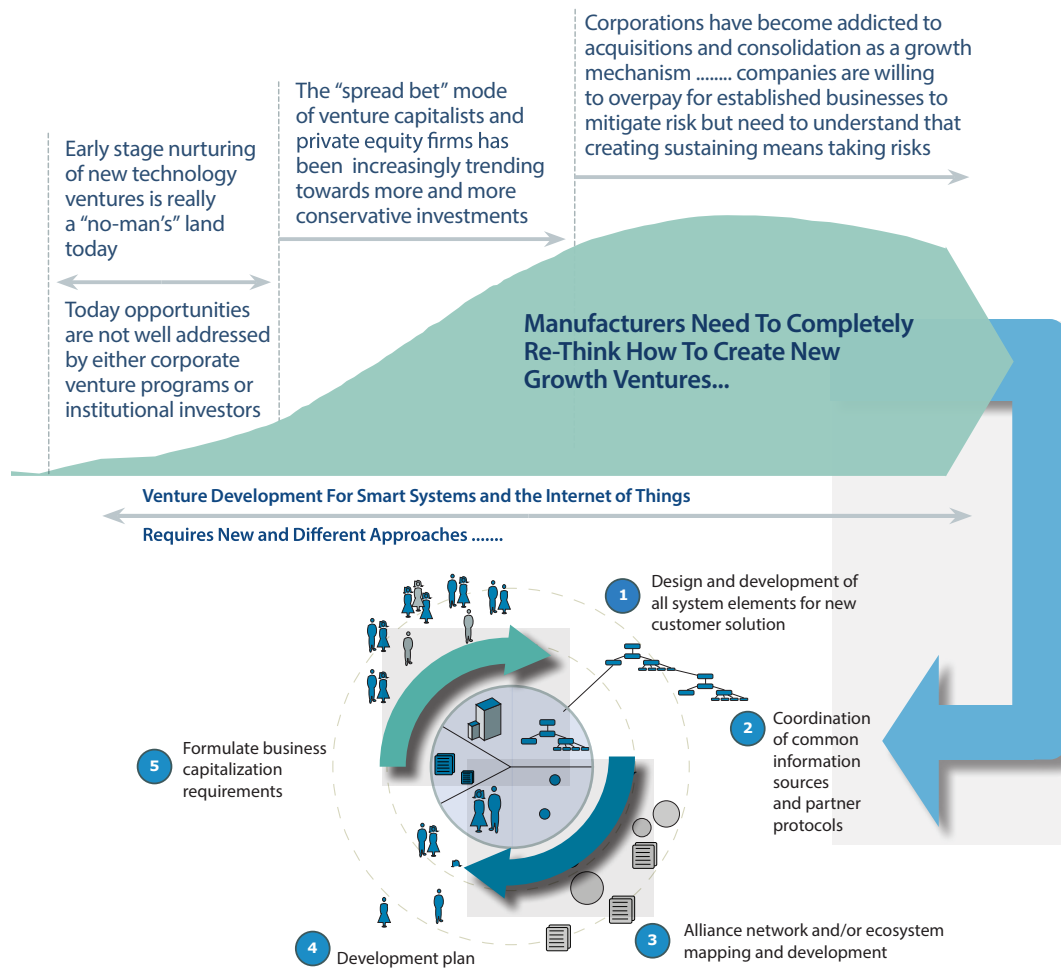 Corporations have become addicted to
acquisitions and consolidation as a growth
mechanism ........ companies are willing
to overpay for established businesses to
mitigate risk but need to understand that
creating sustaining means taking risks
The “spread bet” mode
of venture capitalists and
private equity firms has
been increasingly trending
towards more and more
conservative investments
Early stage nurturing
of new technology
ventures is really
a “no-man’s” land
today
Today opportunities
are not well addressed
by either corporate
venture programs or
institutional investors
Manufacturers Need To Completely
Re-Think How To Create New
Growth Ventures...
Venture Development For Smart Systems and the Internet of Things
Requires New and Different Approaches .......
1
Design and development of
all system elements for new
customer solution
2
Coordination
of common
information
sources
and partner
protocols
3
Alliance network and/or ecosystem
mapping and development
4
Development plan
5
Formulate business
capitalization
requirements